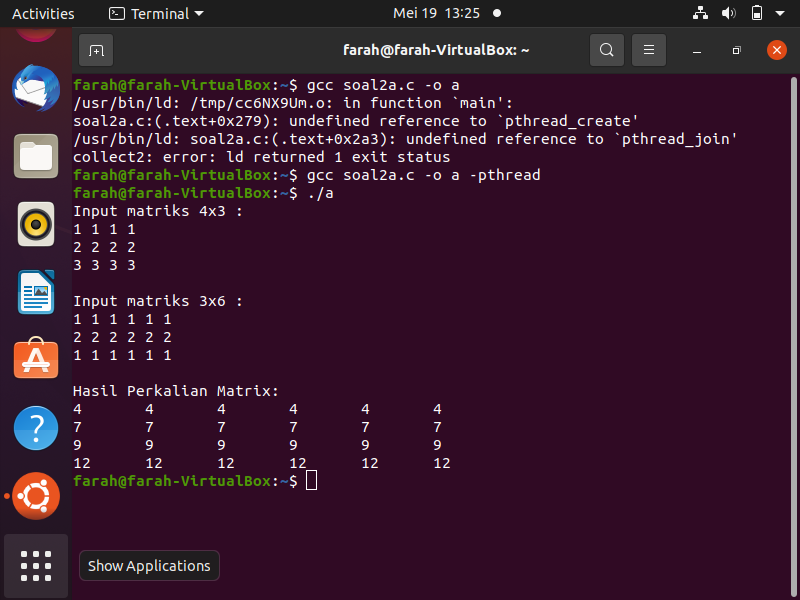 Activities Terminal Mei 19 13:25
farah@farah-VirtualBox: ~
farah@farah-VirtualBox:~$ gcc soal2a.c -o a
/usr/bin/ld: /tmp/cc6NX9Um.o: in function `main':
soal2a.c:(.text+0x279): undefined reference to `pthread_create'
/usr/bin/ld: soal2a.c:(.text+0x2a3): undefined reference to `pthread_join'
collect2: error: ld returned 1 exit status
farah@farah-VirtualBox:~$ gcc soal2a.c -o a -pthread
farah@farah-VirtualBox:~$ ./a
Input matriks 4x3 :
1 1 1 1
2 2 2 2
3 3 3 3
Input matriks 3x6 :
1 1 1 1 1 1
2 2 2 2 2 2
1 1 1 1 1 1
Hasil Perkalian Matrix:
4 4 4 4 4 4
7 7 7 7 7 7
9 9 9 9 9 9
12 12 12 12 12 12
farah@farah-VirtualBox:~$
Show Applications